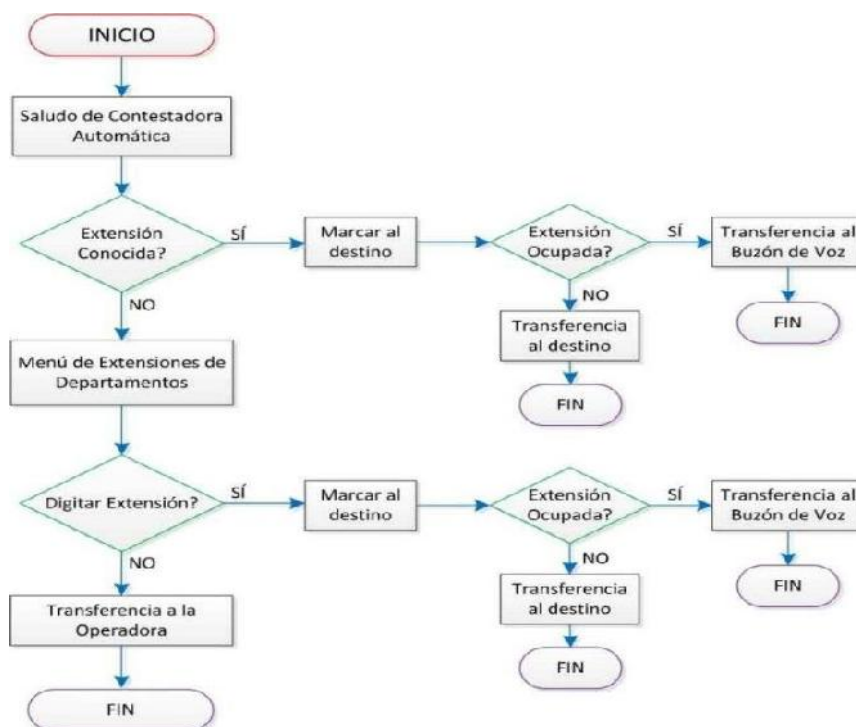 INICIO
Saludo de Contestadora
Automática
Extensión
Conocida?
SÍ
Marcar al
destino
Extensión
Ocupada?
SÍ
Transferencia al
Buzón de Voz
FIN
NO
Transferencia
al destino
FIN
NO
Menú de Extensiones de
Departamentos
Digitar Extensión?
SÍ
Marcar al
destino
Extensión
Ocupada?
SÍ
Transferencia al
Buzón de Voz
FIN
NO
Transferencia
al destino
FIN
NO
Transferencia a la
Operadora
FIN